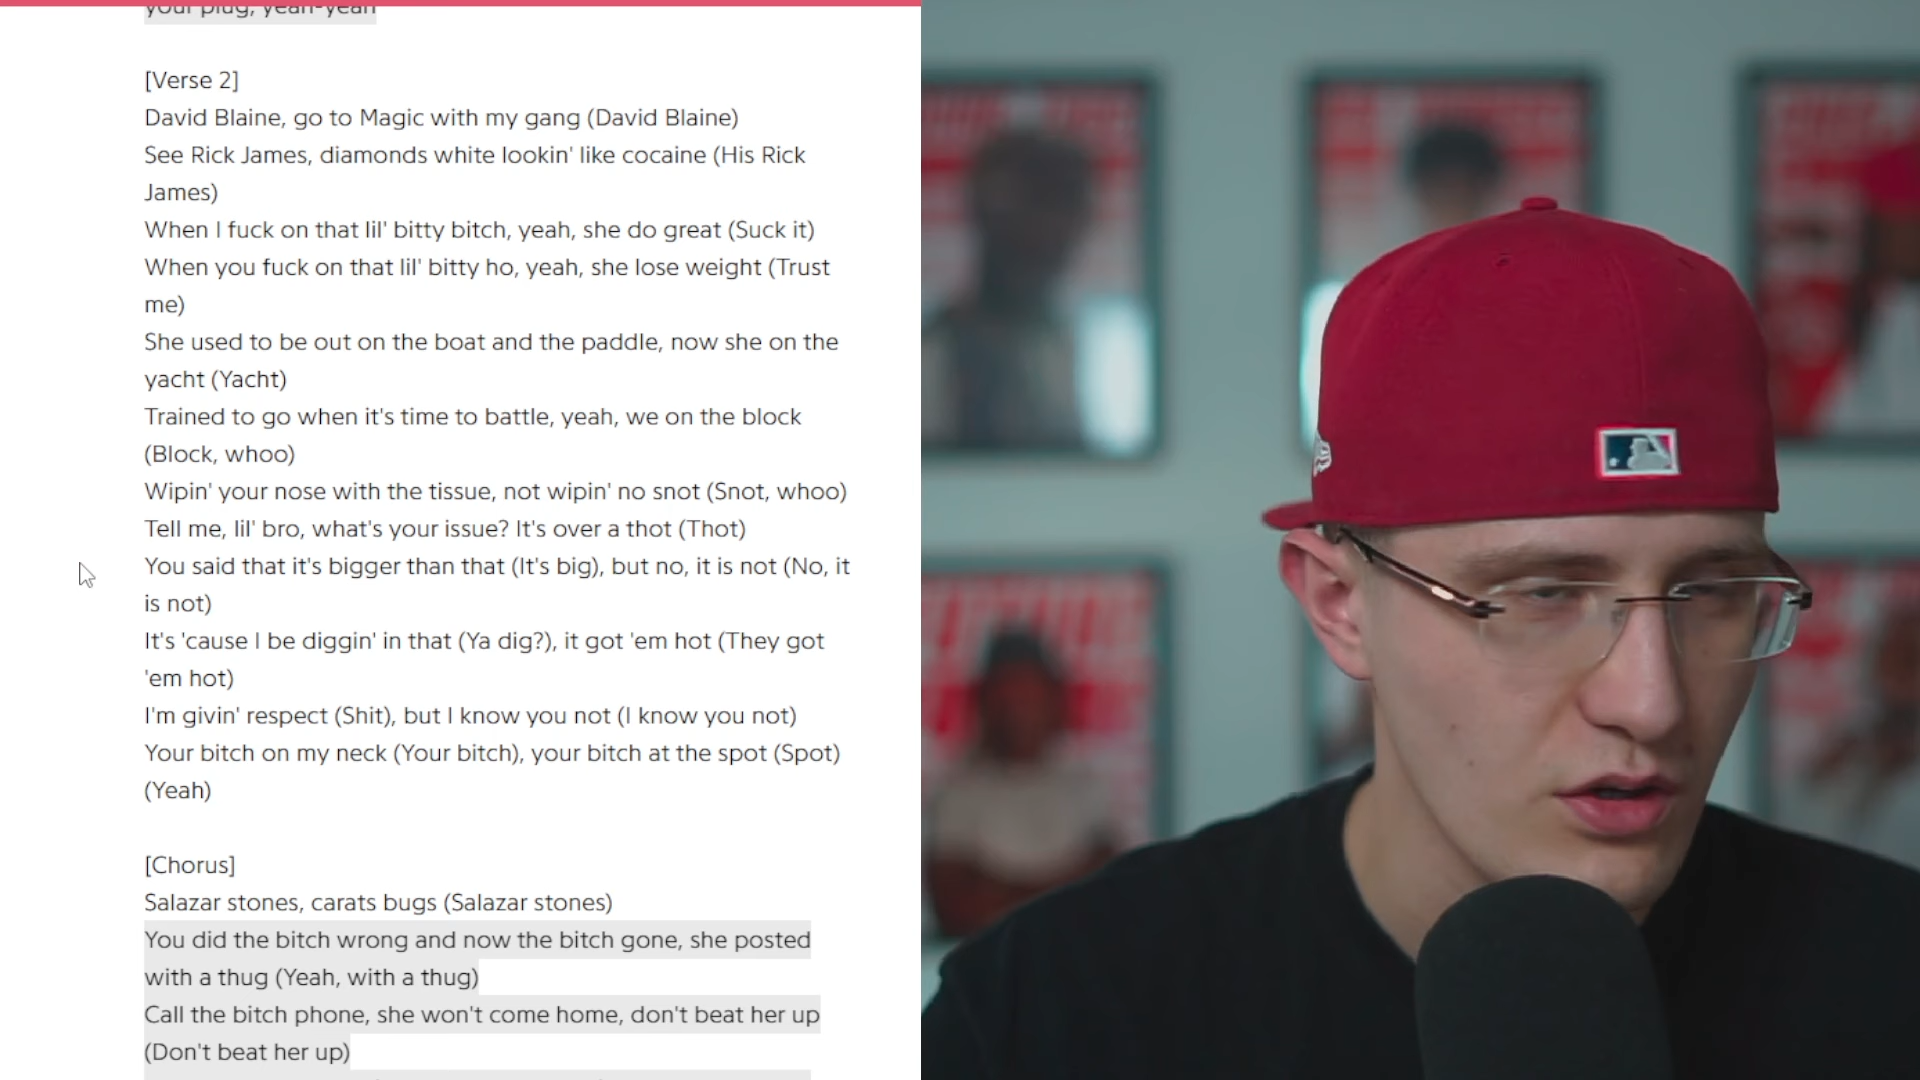 your plug, yeah-yeah
[Verse 2]
David Blaine, go to Magic with my gang (David Blaine)
See Rick James, diamonds white lookin' like cocaine (His Rick
James)
When I fuck on that lil' bitty bitch, yeah, she do great (Suck it)
When you fuck on that lil' bitty ho, yeah, she lose weight (Trust
me)
She used to be out on the boat and the paddle, now she on the
yacht (Yacht)
Trained to go when it's time to battle, yeah, we on the block
(Block, whoo)
Wipin' your nose with the tissue, not wipin' no snot (Snot, whoo)
Tell me, lil' bro, what's your issue? It's over a thot (Thot)
You said that it's bigger than that (It's big), but no, it is not (No, it
is not)
It's 'cause I be diggin' in that (Ya dig?), it got 'em hot (They got
'em hot)
I'm givin' respect (Shit), but I know you not (I know you not)
Your bitch on my neck (Your bitch), your bitch at the spot (Spot)
(Yeah)
[Chorus]
Salazar stones, carats bugs (Salazar stones)
You did the bitch wrong and now the bitch gone, she posted
with a thug (Yeah, with a thug)
Call the bitch phone, she won't come home, don't beat her up
(Don't beat her up)